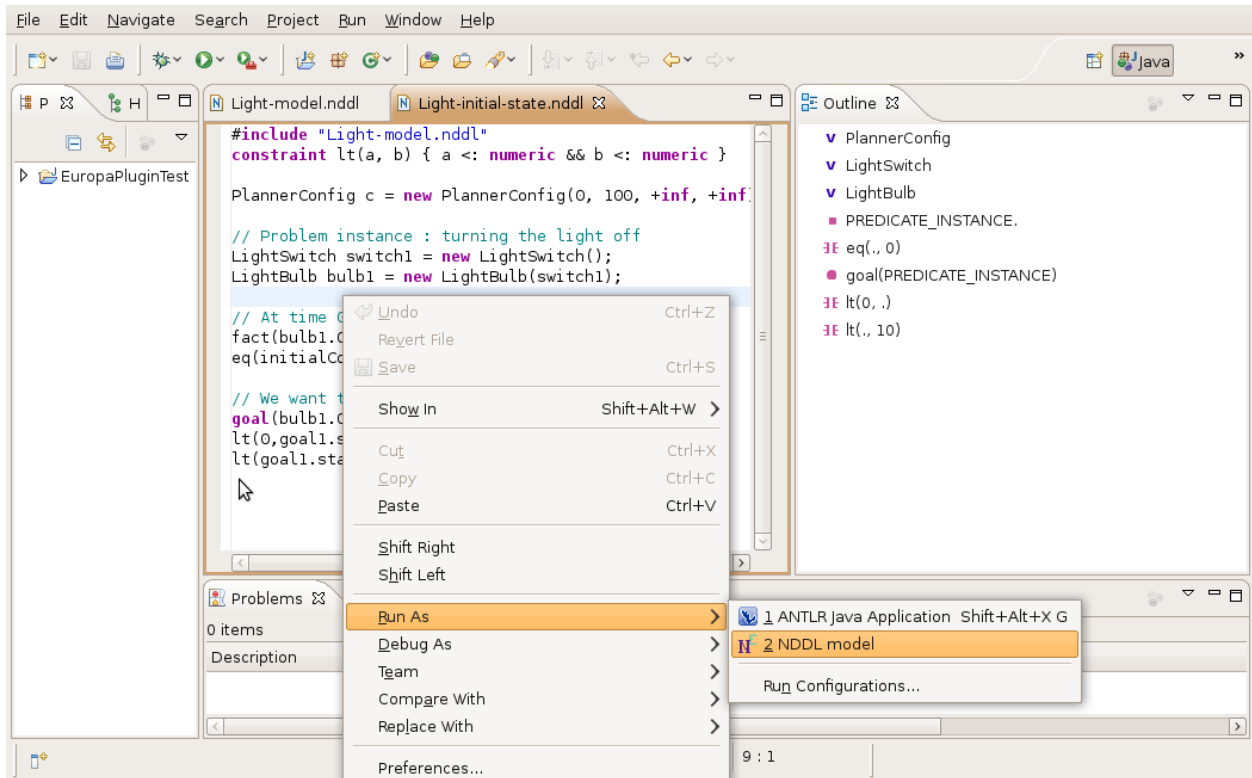 File Edit Navigate Search Project Run Window Help
Java
»
P
H
Light-model.nddl
Light-initial-state.nddl
Outline
EuropaPluginTest
#include "Light-model.nddl"
constraint lt(a, b) { a <: numeric && b <: numeric }
PlannerConfig c = new PlannerConfig(0, 100, +inf, +inf
// Problem instance : turning the light off
LightSwitch switch1 = new LightSwitch();
LightBulb bulb1 = new LightBulb(switch1);
// At time
fact(bulb1.
eq(initialCo
// We want t
goal(bulb1.
lt(0,goal1.s
lt(goal1.sta
PlannerConfig
LightSwitch
LightBulb
PREDICATE_INSTANCE.
eq(., 0)
goal(PREDICATE_INSTANCE)
lt(0, .)
lt(., 10)
Undo Ctrl+Z
Revert File
Save Ctrl+S
Show In Shift+Alt+W
Cut Ctrl+X
Copy Ctrl+C
Paste Ctrl+V
Shift Right
Shift Left
Run As
Debug As
Team
Compare With
Replace With
Preferences...
1 ANTLR Java Application Shift+Alt+X G
2 NDDL model
Run Configurations...
Problems
0 items
Description
9 : 1